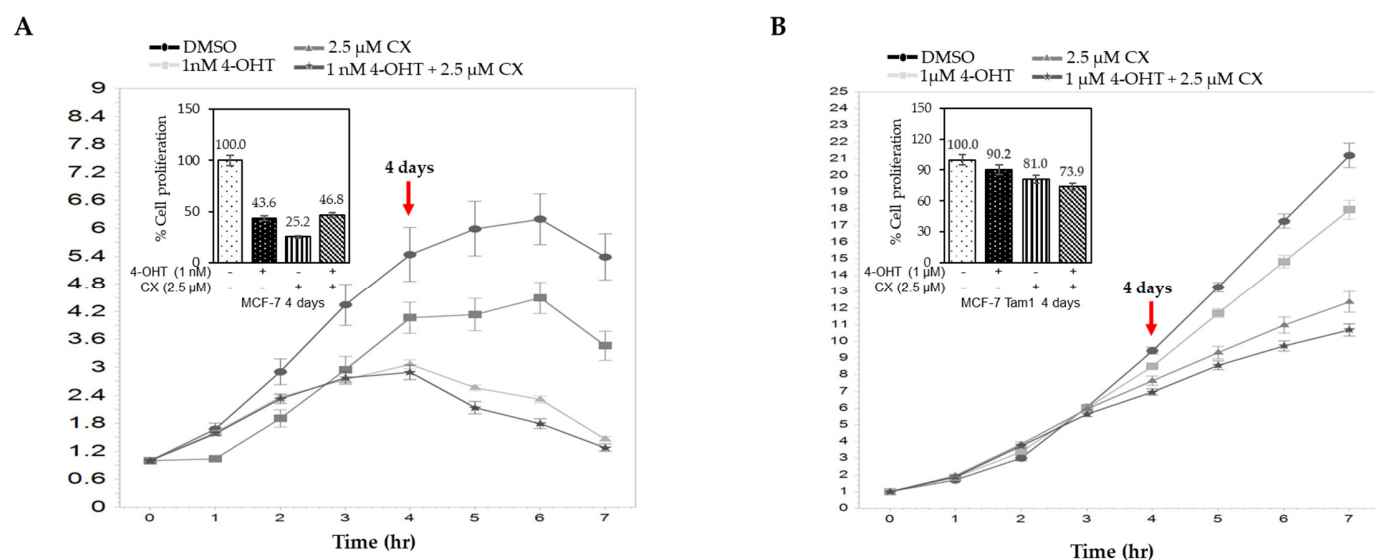 A
DMSO
2.5 µM CX
1nM 4-OHT
1 nM 4-OHT + 2.5 µM CX
9
8.4
7.8
7.2
6.6
6
5.4
4.8
4.2
3.6
3
2.4
1.8
1.2
0.6
0
% Cell proliferation
150
100
50
0
100.0
43.6
25.2
46.8
4-OHT (1 nM) - + - +
CX (2.5 µM) - - + +
MCF-7 4 days
4 days
0 1 2 3 4 5 6 7
Time (hr)
B
DMSO
2.5 µM CX
1µM 4-OHT
1 µM 4-OHT + 2.5 µM CX
25
23
22
21
20
19
18
17
16
15
14
13
12
11
10
9
8
7
6
5
4
3
2
1
0
% Cell proliferation
150
120
90
60
30
0
100.0
90.2
81.0
73.9
4-OHT (1 µM) - + - +
CX (2.5 µM) - - + +
MCF-7 Tam1 4 days
4 days
0 1 2 3 4 5 6 7
Time (hr)